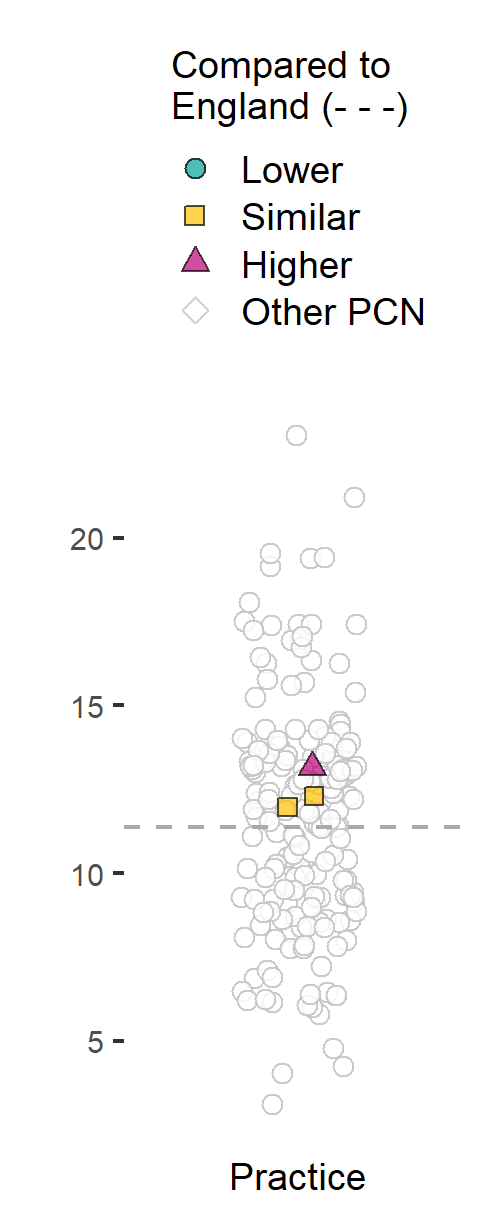 Compared to
England (- - -)
Lower
Similar
Higher
Other PCN
20
15
10
5
Practice